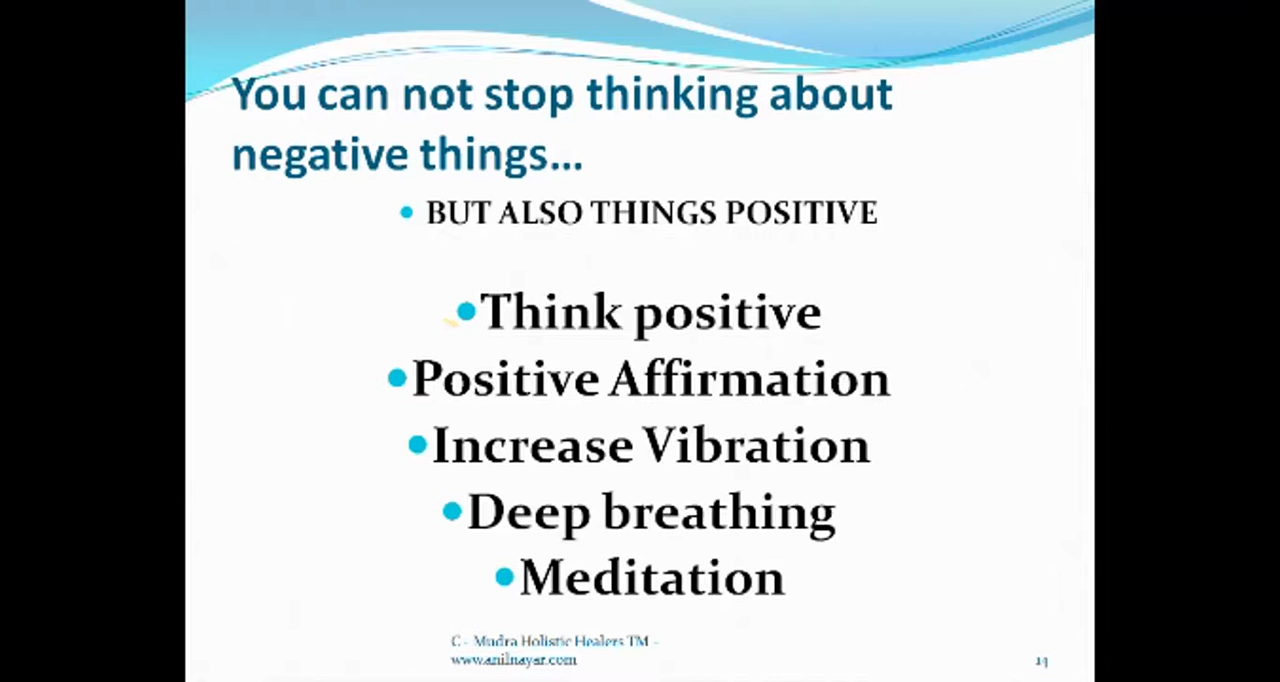 You can not stop thinking about
negative things...
• BUT ALSO THINGS POSITIVE
•Think positive
•Positive Affirmation
•Increase Vibration
•Deep breathing
•Meditation
C - Mudra Holistic Healers TM -
www.anilnayar.com
14